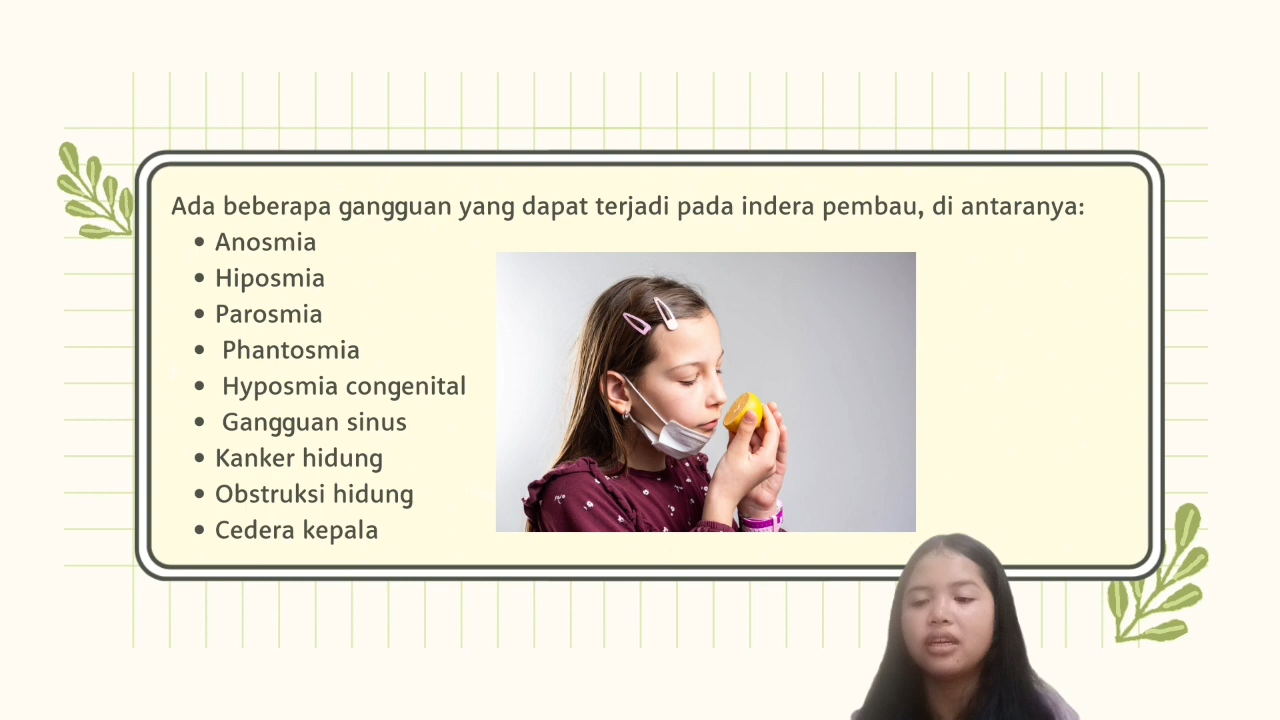 Ada beberapa gangguan yang dapat terjadi pada indera pembau, di antaranya:
• Anosmia
• Hiposmia
• Parosmia
• Phantosmia
• Hyposmia congenital
• Gangguan sinus
• Kanker hidung
• Obstruksi hidung
• Cedera kepala